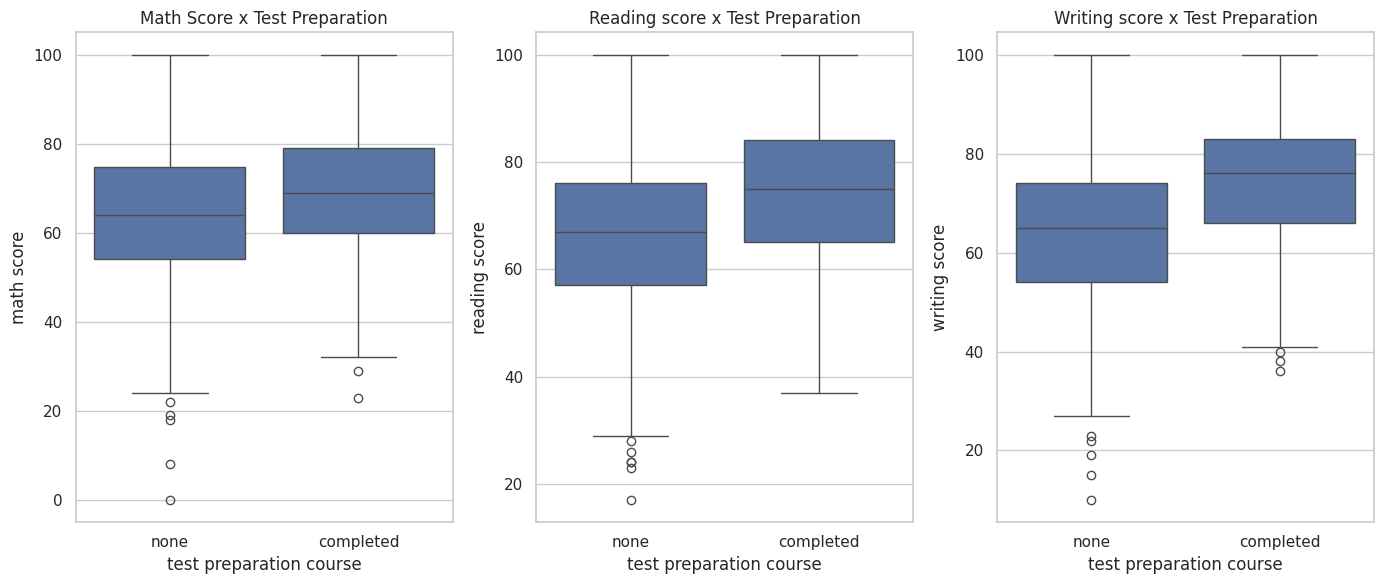 Math Score x Test Preparation
math score
100
80
60
40
20
0
none completed
test preparation course
Reading score x Test Preparation
reading score
100
80
60
40
20
none completed
test preparation course
Writing score x Test Preparation
writing score
100
80
60
40
20
none completed
test preparation course